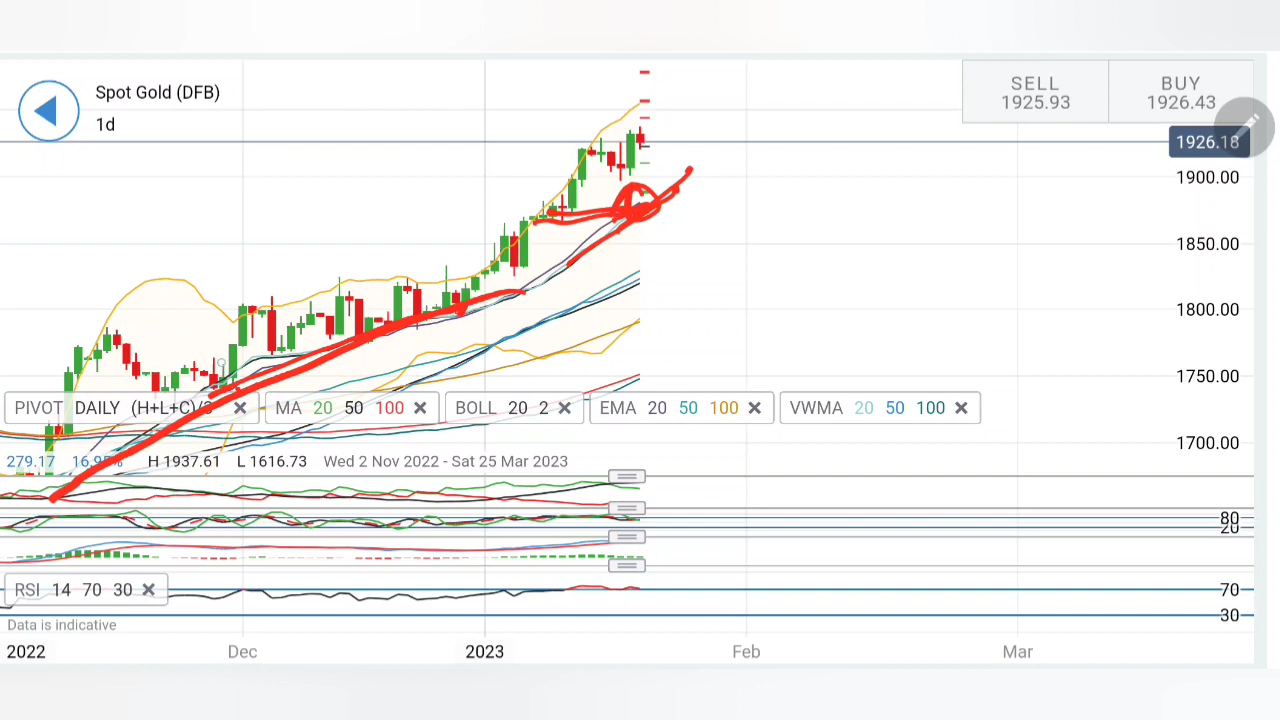 Spot Gold (DFB)
1d
SELL
1925.93
BUY
1926.43
1926.18
1900.00
1850.00
1800.00
1750.00
1700.00
PIVOT DAILY (H+L+C)/3
MA 20 50 100
BOLL 20 2
EMA 20 50 100
VWMA 20 50 100
279.17 16.95% H 1937.61 L 1616.73 Wed 2 Nov 2022 - Sat 25 Mar 2023
80
20
RSI 14 70 30
70
30
Data is indicative
2022 Dec 2023 Feb Mar